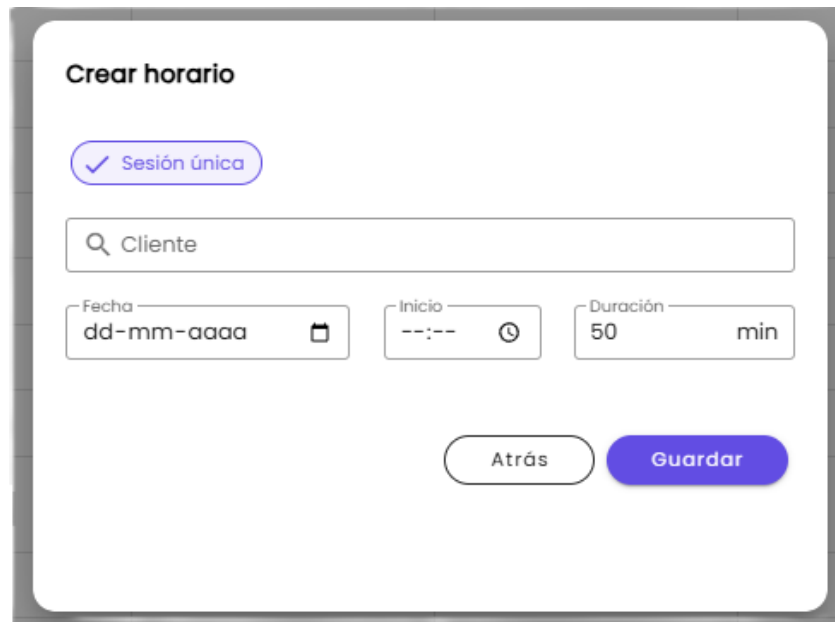 Crear horario
Sesión única
Cliente
Fecha Inicio Duración
dd-mm-aaaa --:-- 50 min
Atrás Guardar